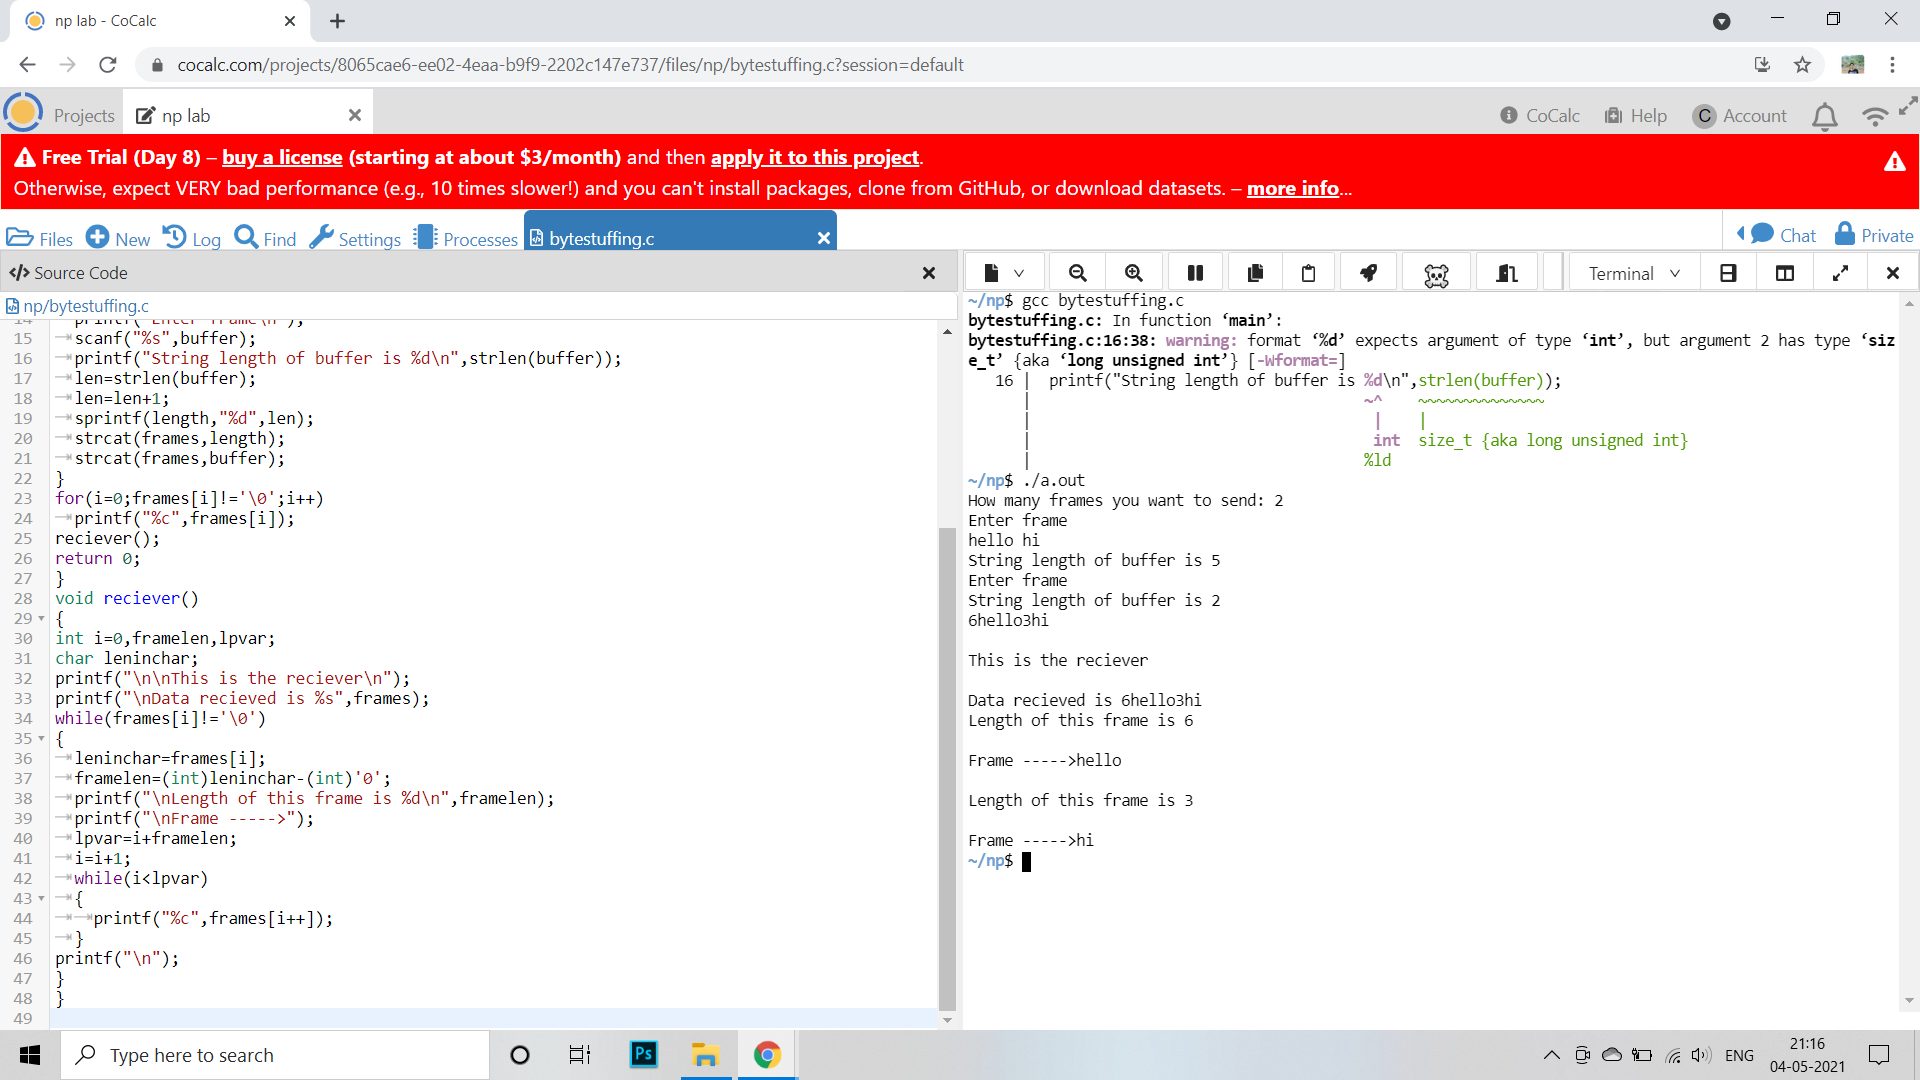 np lab - CoCalc
cocalc.com/projects/8065cae6-ee02-4eaa-b9f9-2202c147e737/files/np/bytestuffing.c?session=default
Projects
np lab
CoCalc
Help
C Account
Free Trial (Day 8) – buy a license (starting at about $3/month) and then apply it to this project.
Otherwise, expect VERY bad performance (e.g., 10 times slower!) and you can't install packages, clone from GitHub, or download datasets. – more info...
Files
New
Log
Find
Settings
Processes
bytestuffing.c
Chat
Private
</> Source Code
np/bytestuffing.c
14 printf("Enter frame\n");
15 scanf("%s",buffer);
16 printf("String length of buffer is %d\n",strlen(buffer));
17 len=strlen(buffer);
18 len=len+1;
19 sprintf(length,"%d",len);
20 strcat(frames,length);
21 strcat(frames,buffer);
22 }
23 for(i=0;frames[i]!='\0';i++)
24 printf("%c",frames[i]);
25 reciever();
26 return 0;
27 }
28 void reciever()
29 {
30 int i=0,framelen,lpvar;
31 char leninchar;
32 printf("\n\nThis is the reciever\n");
33 printf("\nData recieved is %s",frames);
34 while(frames[i]!='\0')
35 {
36 leninchar=frames[i];
37 framelen=(int)leninchar-(int)'0';
38 printf("\nLength of this frame is %d\n",framelen);
39 printf("\nFrame ----->");
40 lpvar=i+framelen;
41 i=i+1;
42 while(i<lpvar)
43 {
44 printf("%c",frames[i++]);
45 }
46 printf("\n");
47 }
48 }
49
Terminal
~/np$ gcc bytestuffing.c
bytestuffing.c: In function ‘main’:
bytestuffing.c:16:38: warning: format ‘%d’ expects argument of type ‘int’, but argument 2 has type ‘siz
e_t’ {aka ‘long unsigned int’} [-Wformat=]
16 | printf("String length of buffer is %d\n",strlen(buffer));
| ~^ ~~~~~~~~~~~~~~
| | |
| int size_t {aka long unsigned int}
| %ld
~/np$ ./a.out
How many frames you want to send: 2
Enter frame
hello hi
String length of buffer is 5
Enter frame
String length of buffer is 2
6hello3hi
This is the reciever
Data recieved is 6hello3hi
Length of this frame is 6
Frame ----->hello
Length of this frame is 3
Frame ----->hi
~/np$
Type here to search
Ps
ENG
21:16
04-05-2021